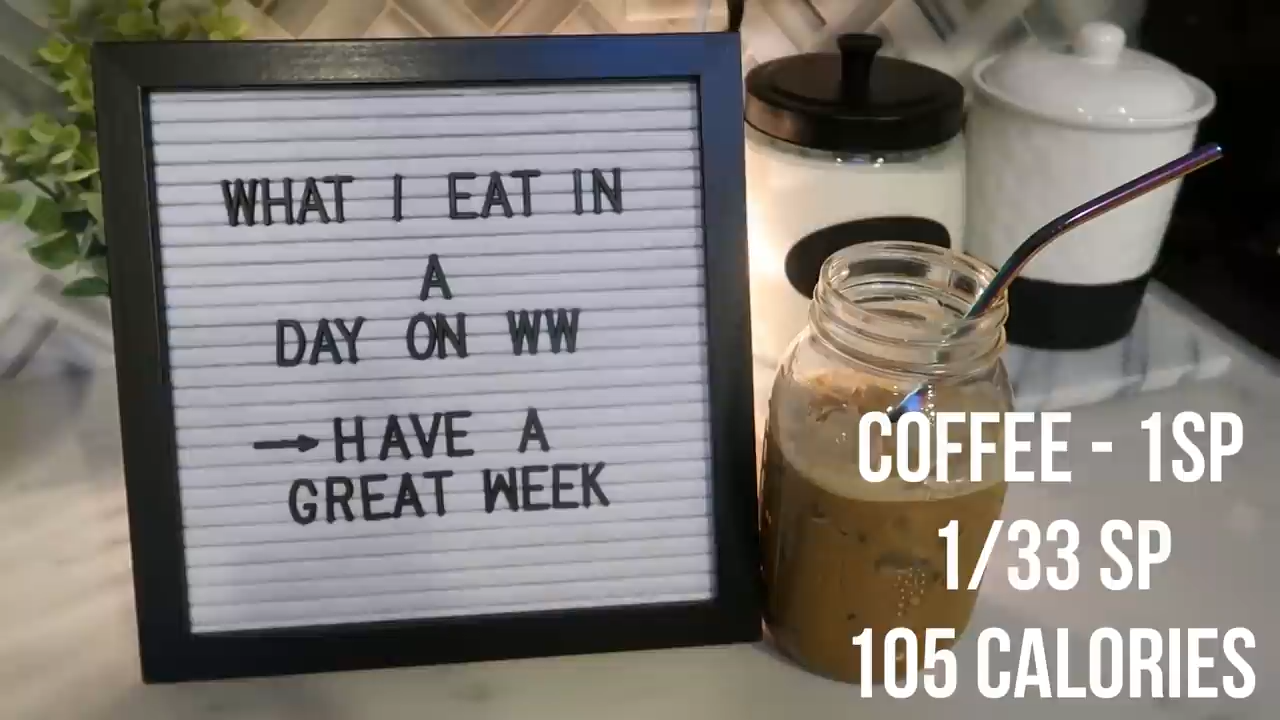 WHAT I EAT IN
A
DAY ON WW
→HAVE A
GREAT WEEK
COFFEE - 1SP
1/33 SP
105 CALORIES